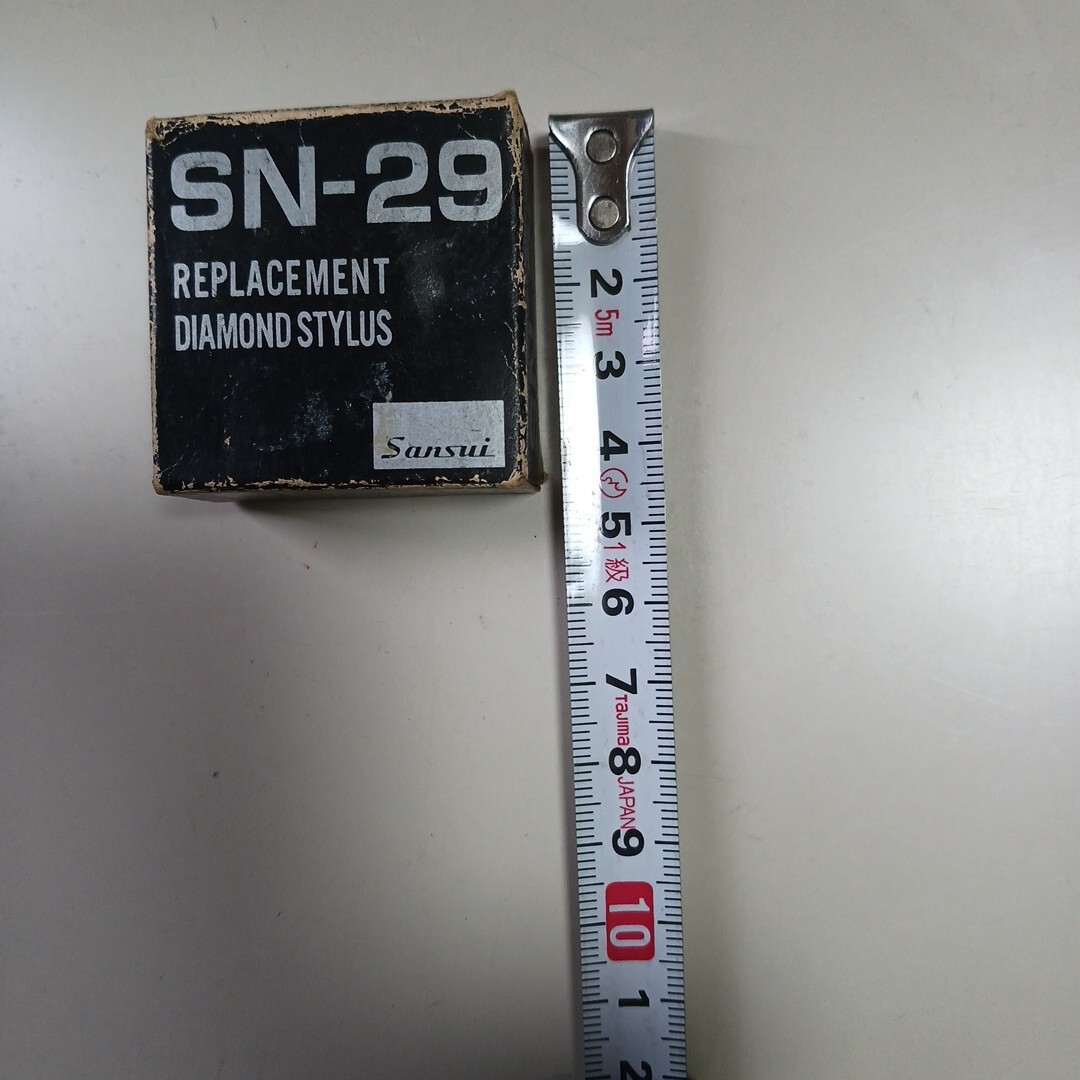 SN-29
REPLACEMENT
DIAMOND STYLUS
Sansui
2
5m
3
4
5
1級
6
7
Tajima
8
JAPAN
9
10
1
2